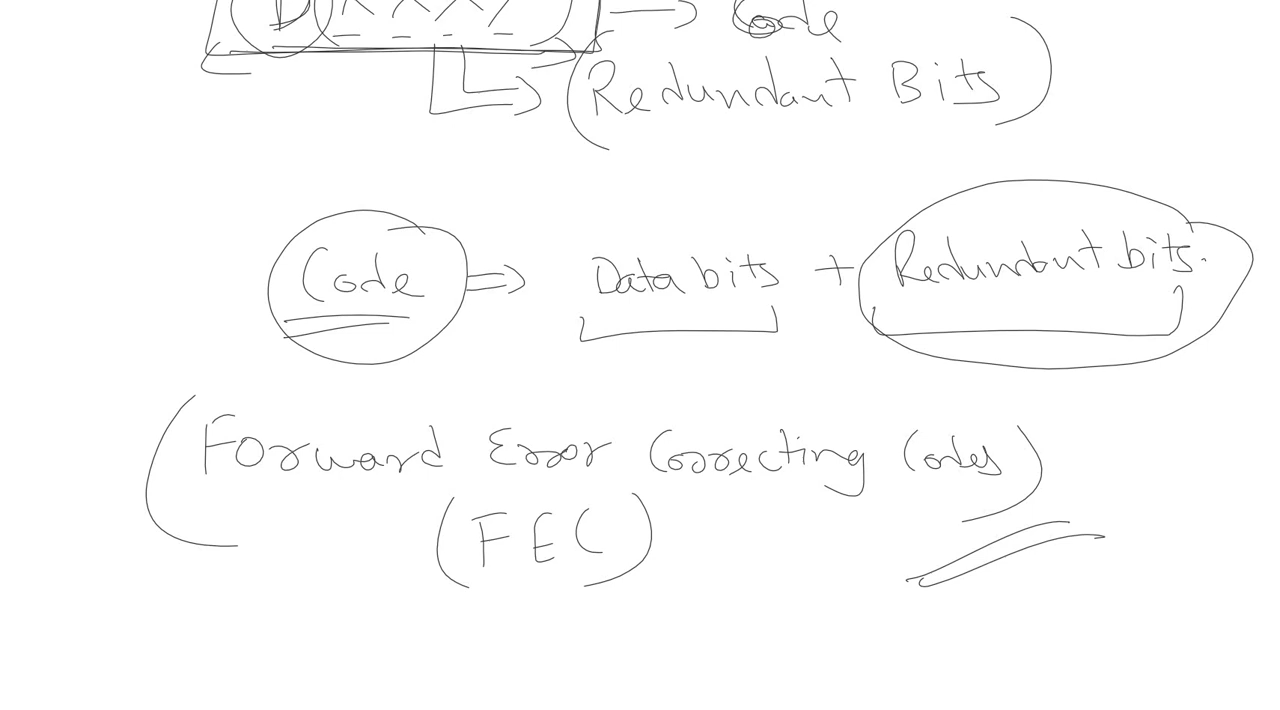 D x x x y → Code
(Redundant Bits)
Code ⇒ Data bits + Redundant bits.
(Forward Error Correcting Codes)
(FEC)